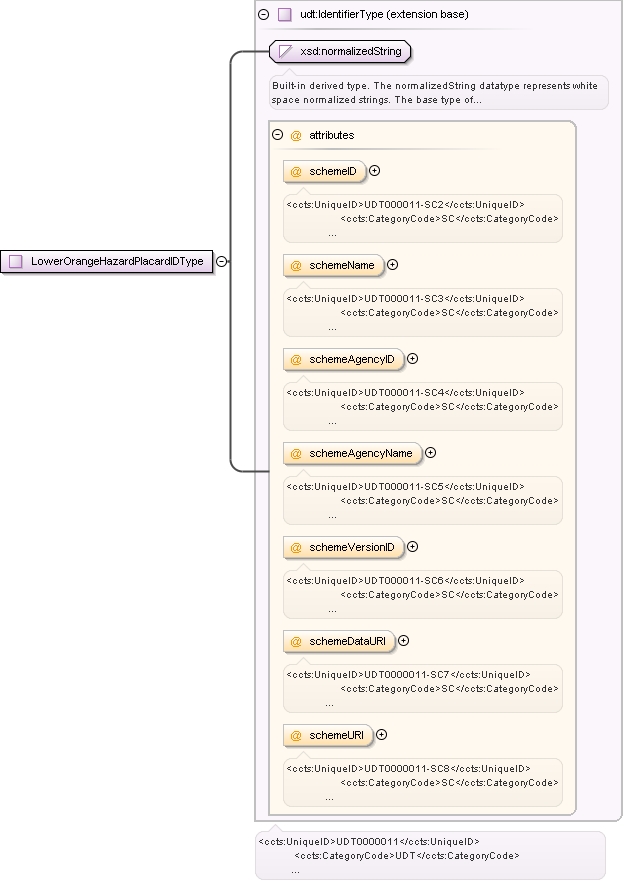 udt:IdentifierType (extension base)
xsd:normalizedString
Built-in derived type. The normalizedString datatype represents white
space normalized strings. The base type of...
@ attributes
@ schemeID
<ccts:UniqueID>UDT000011-SC2</ccts:UniqueID>
<ccts:CategoryCode>SC</ccts:CategoryCode>
...
LowerOrangeHazardPlacardIDType
@ schemeName
<ccts:UniqueID>UDT000011-SC3</ccts:UniqueID>
<ccts:CategoryCode>SC</ccts:CategoryCode>
...
@ schemeAgencyID
<ccts:UniqueID>UDT000011-SC4</ccts:UniqueID>
<ccts:CategoryCode>SC</ccts:CategoryCode>
...
@ schemeAgencyName
<ccts:UniqueID>UDT000011-SC5</ccts:UniqueID>
<ccts:CategoryCode>SC</ccts:CategoryCode>
...
@ schemeVersionID
<ccts:UniqueID>UDT000011-SC6</ccts:UniqueID>
<ccts:CategoryCode>SC</ccts:CategoryCode>
...
@ schemeDataURI
<ccts:UniqueID>UDT0000011-SC7</ccts:UniqueID>
<ccts:CategoryCode>SC</ccts:CategoryCode>
...
@ schemeURI
<ccts:UniqueID>UDT0000011-SC8</ccts:UniqueID>
<ccts:CategoryCode>SC</ccts:CategoryCode>
...
<ccts:UniqueID>UDT0000011</ccts:UniqueID>
<ccts:CategoryCode>UDT</ccts:CategoryCode>
...